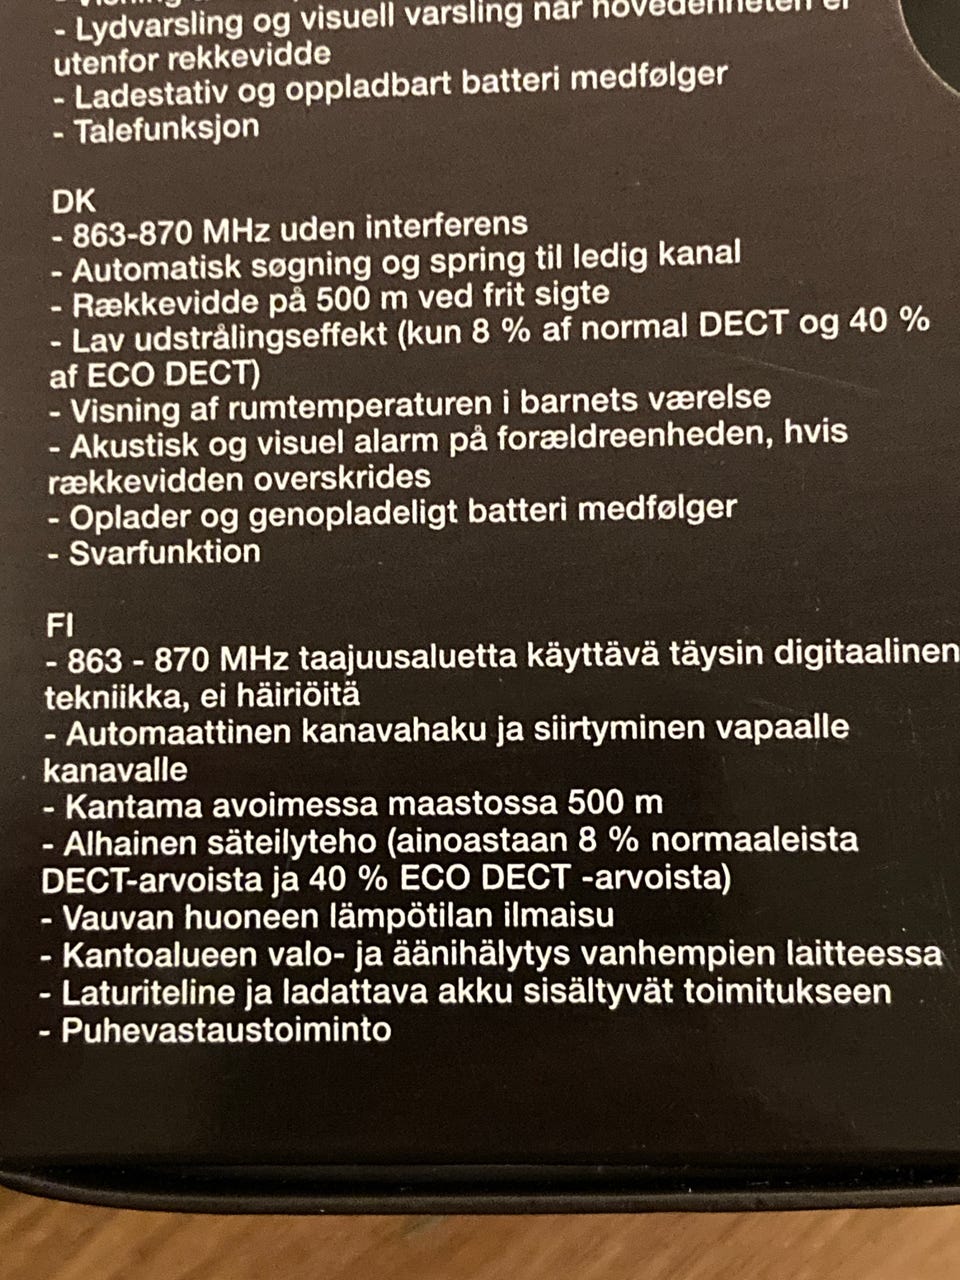 - Lydvarsling og visuell varsling når hovedenheten er
utenfor rekkevidde
- Ladestativ og oppladbart batteri medfølger
- Talefunksjon
DK
- 863-870 MHz uden interferens
- Automatisk søgning og spring til ledig kanal
- Rækkevidde på 500 m ved frit sigte
- Lav udstrålingseffekt (kun 8 % af normal DECT og 40 %
af ECO DECT)
- Visning af rumtemperaturen i barnets værelse
- Akustisk og visuel alarm på forældreenheden, hvis
rækkevidden overskrides
- Oplader og genopladeligt batteri medfølger
- Svarfunktion
FI
- 863 - 870 MHz taajuusaluetta käyttävä täysin digitaalinen
tekniikka, ei häiriöitä
- Automaattinen kanavahaku ja siirtyminen vapaalle
kanavalle
- Kantama avoimessa maastossa 500 m
- Alhainen säteilyteho (ainoastaan 8 % normaaleista
DECT-arvoista ja 40 % ECO DECT -arvoista)
- Vauvan huoneen lämpötilan ilmaisu
- Kantoalueen valo- ja äänihälytys vanhempien laitteessa
- Laturiteline ja ladattava akku sisältyvät toimitukseen
- Puhevastaustoiminto